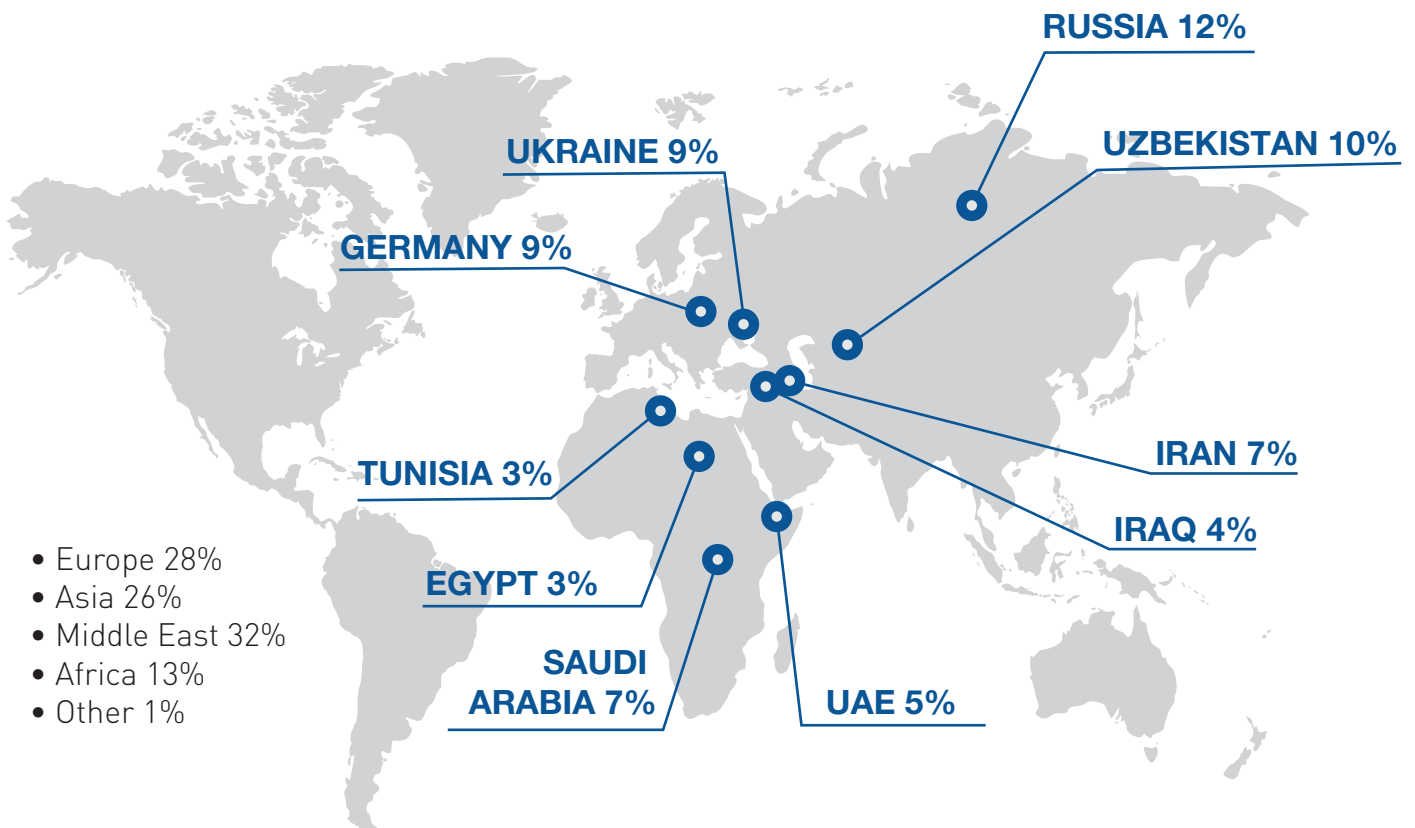 RUSSIA 12%
UZBEKISTAN 10%
UKRAINE 9%
GERMANY 9%
IRAN 7%
TUNISIA 3%
IRAQ 4%
EGYPT 3%
SAUDI
ARABIA 7%
UAE 5%
• Europe 28%
• Asia 26%
• Middle East 32%
• Africa 13%
• Other 1%